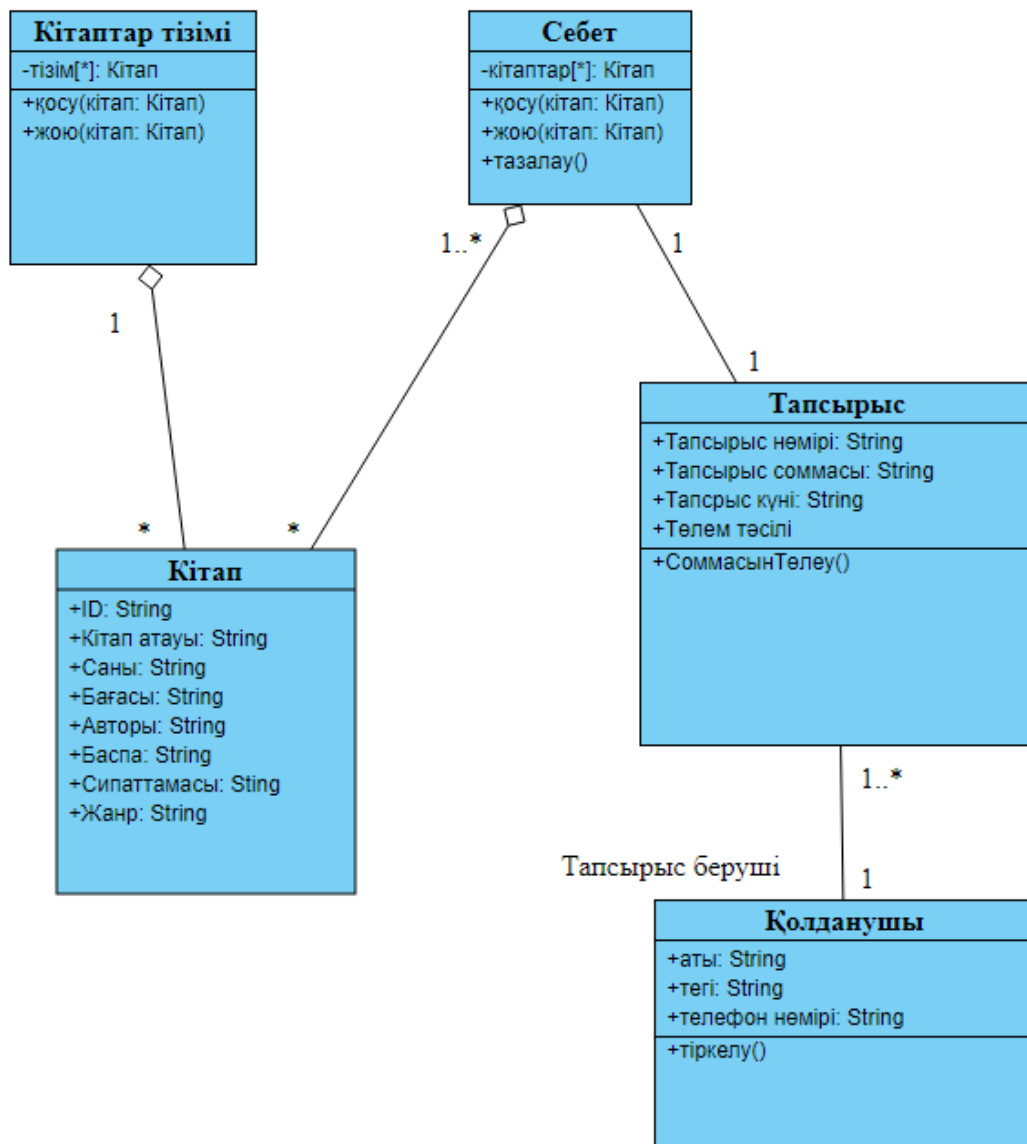 Кітаптар тізімі
-тізім[*]: Кітап
+қосу(кітап: Кітап)
+жою(кітап: Кітап)
Себет
-кітаптар[*]: Кітап
+қосу(кітап: Кітап)
+жою(кітап: Кітап)
+тазалау()
1
*
1..*
*
1
1
Кітап
+ID: String
+Кітап атауы: String
+Саны: String
+Бағасы: String
+Авторы: String
+Баспа: String
+Сипаттамасы: Sting
+Жанр: String
Тапсырыс
+Тапсырыс нөмірі: String
+Тапсырыс соммасы: String
+Тапсрыс күні: String
+Төлем тәсілі
+СоммасынТөлеу()
1..*
Тапсырыс беруші
1
Қолданушы
+аты: String
+тегі: String
+телефон нөмірі: String
+тіркелу()